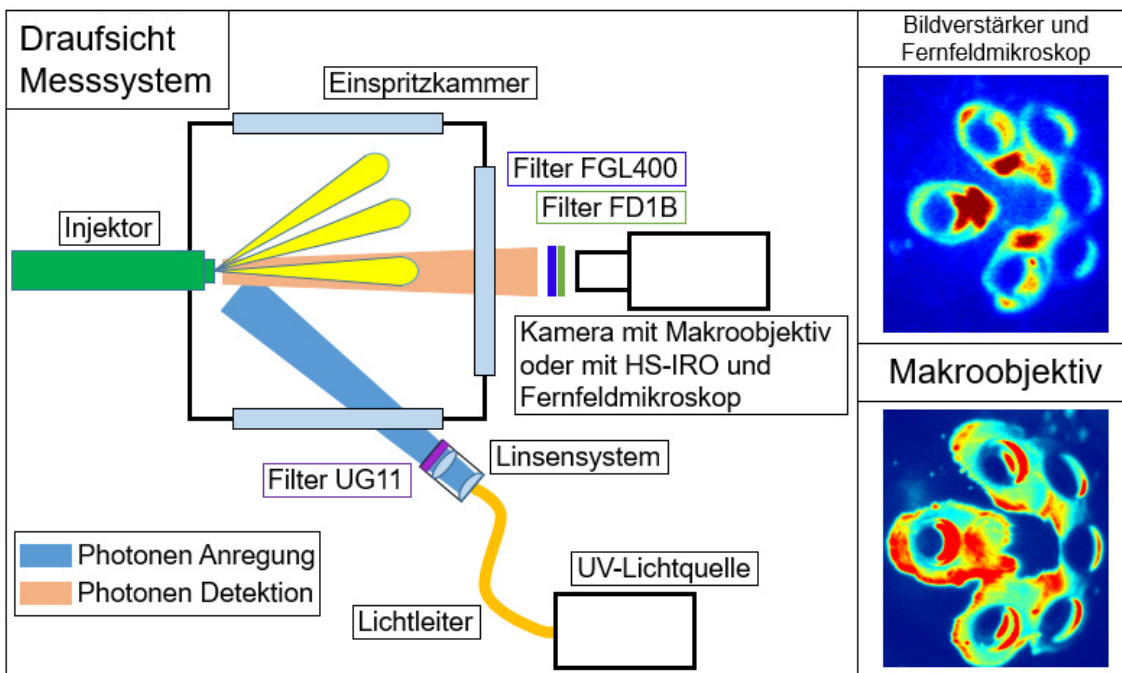 Draufsicht
Messsystem
Einspritzkammer
Filter FGL400
Filter FD1B
Injektor
Kamera mit Makroobjektiv
oder mit HS-IRO und
Fernfeldmikroskop
Linsensystem
Filter UG11
Photonen Anregung
Photonen Detektion
UV-Lichtquelle
Lichtleiter
Bildverstärker und
Fernfeldmikroskop
Makroobjektiv